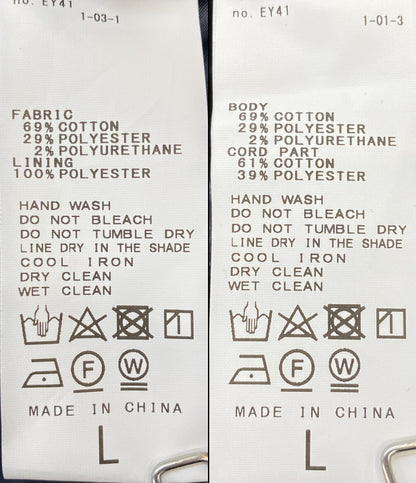 no. EY41
1-03-1
FABRIC
69% COTTON
29% POLYESTER
2% POLYURETHANE
LINING
100% POLYESTER
HAND WASH
DO NOT BLEACH
DO NOT TUMBLE DRY
LINE DRY IN THE SHADE
COOL IRON
DRY CLEAN
WET CLEAN
F
W
MADE IN CHINA
L
no. EY41
1-01-3
BODY
69% COTTON
29% POLYESTER
2% POLYURETHANE
CORD PART
61% COTTON
39% POLYESTER
HAND WASH
DO NOT BLEACH
DO NOT TUMBLE DRY
LINE DRY IN THE SHADE
COOL IRON
DRY CLEAN
WET CLEAN
F
W
MADE IN CHINA
L